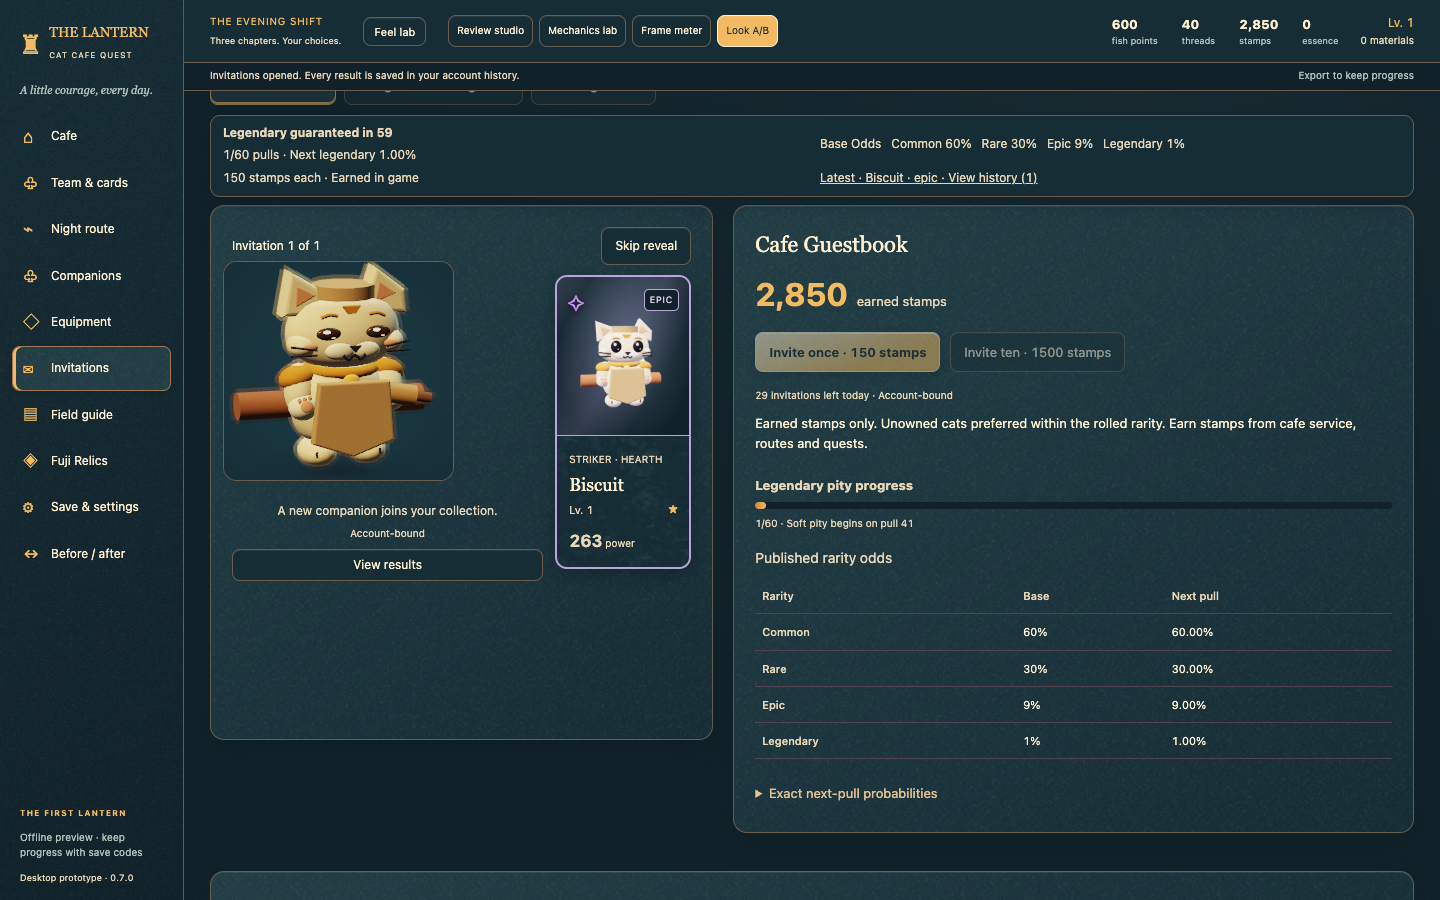 THE LANTERN
CAT CAFE QUEST
A little courage, every day.
Cafe
Team & cards
Night route
Companions
Equipment
Invitations
Field guide
Fuji Relics
Save & settings
Before / after
THE FIRST LANTERN
Offline preview · keep
progress with save codes
Desktop prototype · 0.7.0
THE EVENING SHIFT
Three chapters. Your choices.
Feel lab
Review studio
Mechanics lab
Frame meter
Look A/B
600
fish points
40
threads
2,850
stamps
0
essence
Lv. 1
0 materials
Invitations opened. Every result is saved in your account history.
Export to keep progress
Legendary guaranteed in 59
1/60 pulls · Next legendary 1.00%
150 stamps each · Earned in game
Base Odds Common 60% Rare 30% Epic 9% Legendary 1%
Latest · Biscuit · epic · View history (1)
Invitation 1 of 1
Skip reveal
EPIC
STRIKER · HEARTH
Biscuit
Lv. 1
263 power
A new companion joins your collection.
Account-bound
View results
Cafe Guestbook
2,850 earned stamps
Invite once · 150 stamps
Invite ten · 1500 stamps
29 invitations left today · Account-bound
Earned stamps only. Unowned cats preferred within the rolled rarity. Earn stamps from cafe service,
routes and quests.
Legendary pity progress
1/60 · Soft pity begins on pull 41
Published rarity odds
Rarity Base Next pull
Common 60% 60.00%
Rare 30% 30.00%
Epic 9% 9.00%
Legendary 1% 1.00%
Exact next-pull probabilities